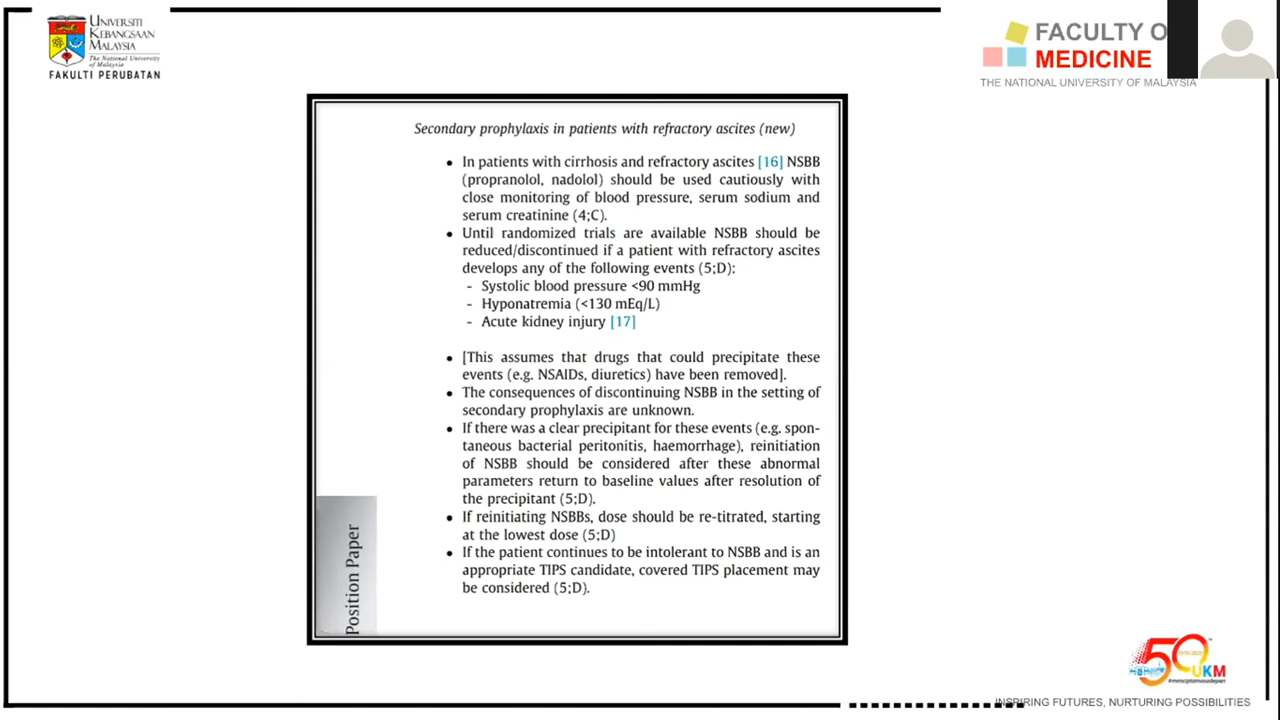 UNIVERSITI
KEBANGSAAN
MALAYSIA
The National University
of Malaysia
FAKULTI PERUBATAN
FACULTY O
MEDICINE
THE NATIONAL UNIVERSITY OF MALAYSIA
Secondary prophylaxis in patients with refractory ascites (new)
• In patients with cirrhosis and refractory ascites [16] NSBB
(propranolol, nadolol) should be used cautiously with
close monitoring of blood pressure, serum sodium and
serum creatinine (4;C).
• Until randomized trials are available NSBB should be
reduced/discontinued if a patient with refractory ascites
develops any of the following events (5;D):
- Systolic blood pressure <90 mmHg
- Hyponatremia (<130 mEq/L)
- Acute kidney injury [17]
• [This assumes that drugs that could precipitate these
events (e.g. NSAIDs, diuretics) have been removed].
• The consequences of discontinuing NSBB in the setting of
secondary prophylaxis are unknown.
• If there was a clear precipitant for these events (e.g. spon-
taneous bacterial peritonitis, haemorrhage), reinitiation
of NSBB should be considered after these abnormal
parameters return to baseline values after resolution of
the precipitant (5;D).
• If reinitiating NSBBs, dose should be re-titrated, starting
at the lowest dose (5;D)
• If the patient continues to be intolerant to NSBB and is an
appropriate TIPS candidate, covered TIPS placement may
be considered (5;D).
Position Paper
50
UKM
#menciptamasadepan
INSPIRING FUTURES, NURTURING POSSIBILITIES